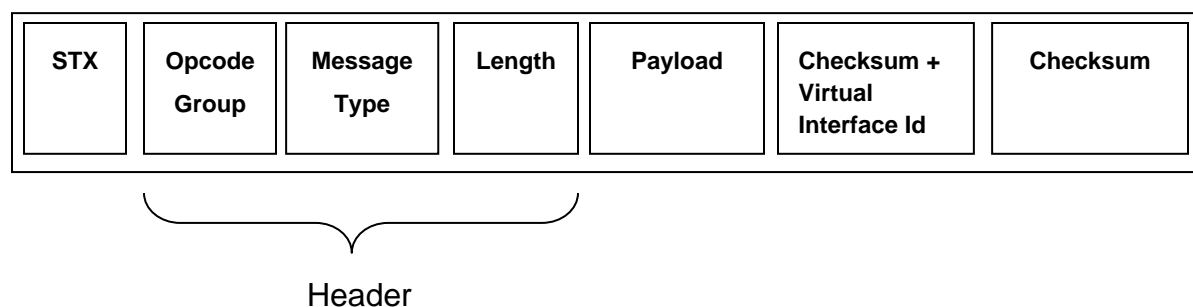 STX
Opcode
Group
Message
Type
Length
Payload
Checksum +
Virtual
Interface Id
Checksum
Header